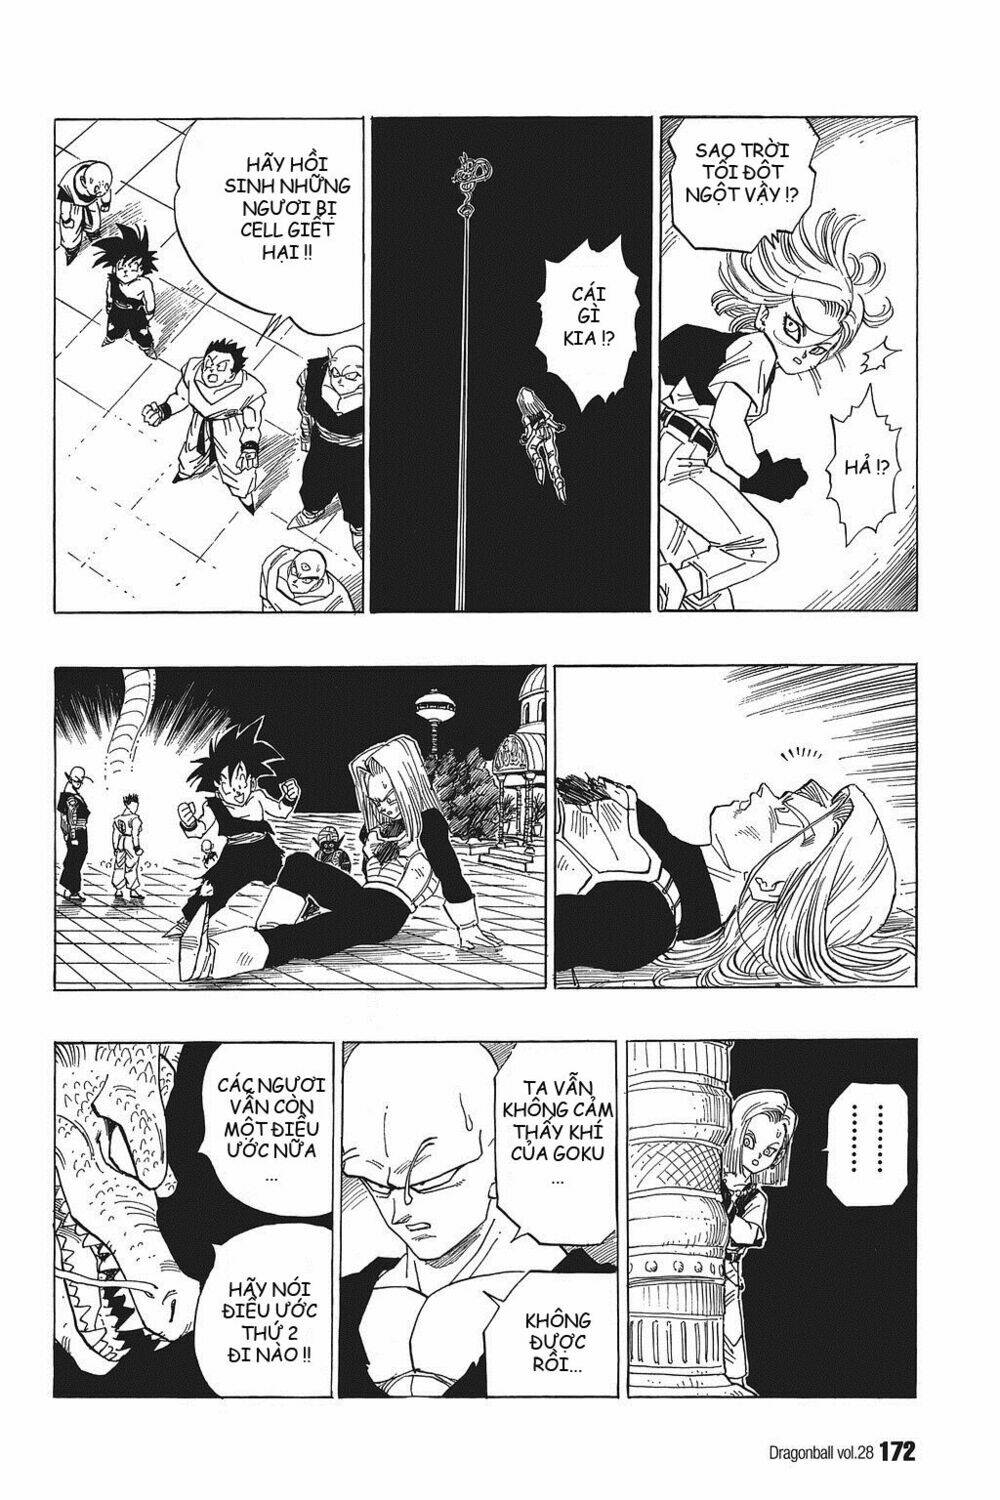 SAO TRỜI
TỐI ĐỘT
NGỘT VẬY !?
HẢ !?
CÁI
GÌ
KIA !?
HÃY HỒI
SINH NHỮNG
NGƯƠI BỊ
CELL GIẾT
HẠI !!
........
TA VẪN
KHÔNG CẢM
THẤY KHÍ
CỦA GOKU
...
KHÔNG
ĐƯỢC
RỒI...
CÁC NGƯƠI
VẪN CÒN
MỘT ĐIỀU
ƯỚC NỮA
...
HÃY NÓI
ĐIỀU ƯỚC
THỨ 2
ĐI NÀO !!
Dragonball vol.28 172